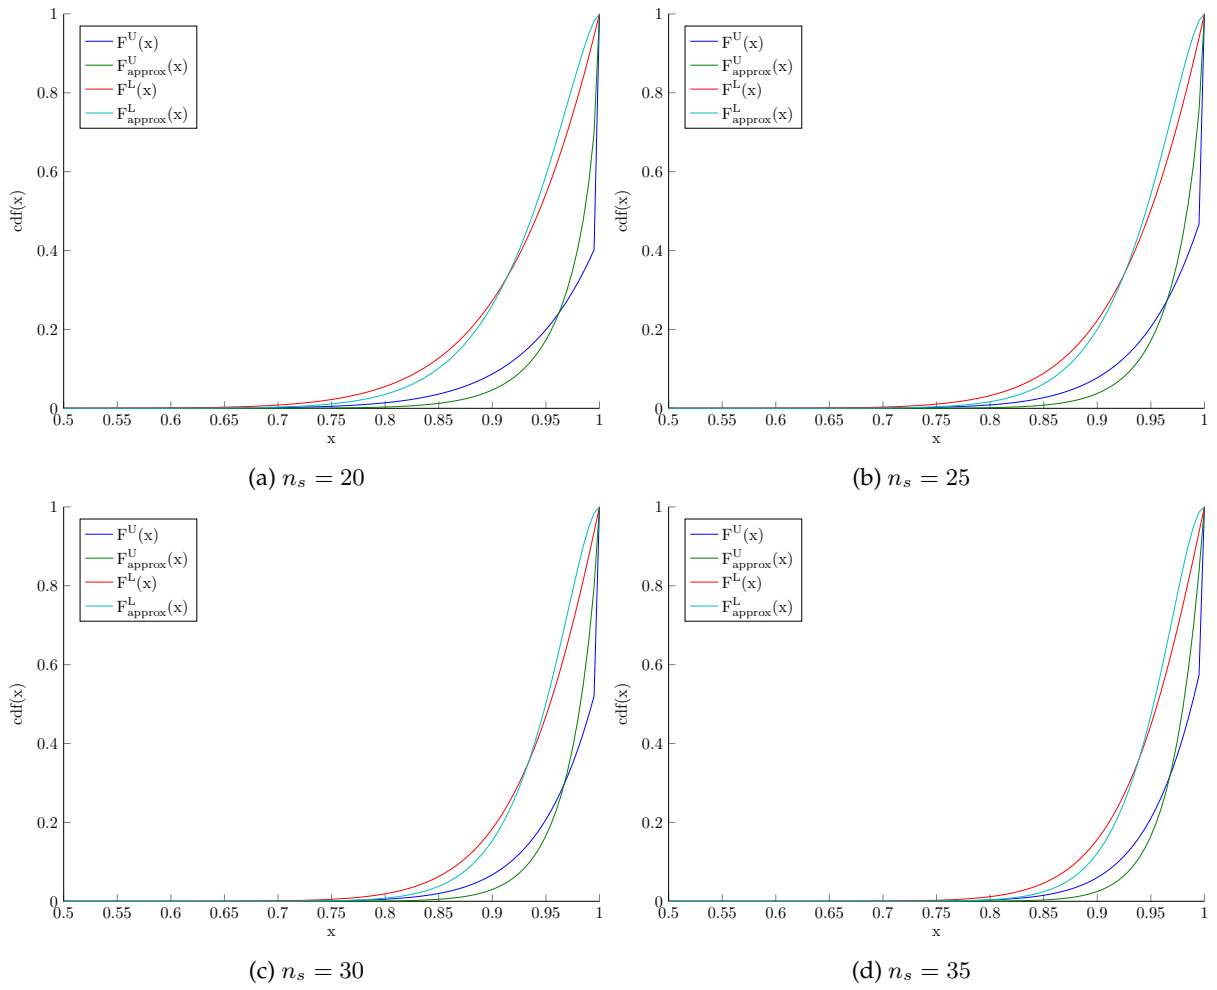 1
0.8
0.6
0.4
0.2
0
cdf(x)
F^U(x)
F^U_approx(x)
F^L(x)
F^L_approx(x)
0.5 0.55 0.6 0.65 0.7 0.75 0.8 0.85 0.9 0.95 1
x
(a) n_s = 20
1
0.8
0.6
0.4
0.2
0
cdf(x)
F^U(x)
F^U_approx(x)
F^L(x)
F^L_approx(x)
0.5 0.55 0.6 0.65 0.7 0.75 0.8 0.85 0.9 0.95 1
x
(b) n_s = 25
1
0.8
0.6
0.4
0.2
0
cdf(x)
F^U(x)
F^U_approx(x)
F^L(x)
F^L_approx(x)
0.5 0.55 0.6 0.65 0.7 0.75 0.8 0.85 0.9 0.95 1
x
(c) n_s = 30
1
0.8
0.6
0.4
0.2
0
cdf(x)
F^U(x)
F^U_approx(x)
F^L(x)
F^L_approx(x)
0.5 0.55 0.6 0.65 0.7 0.75 0.8 0.85 0.9 0.95 1
x
(d) n_s = 35